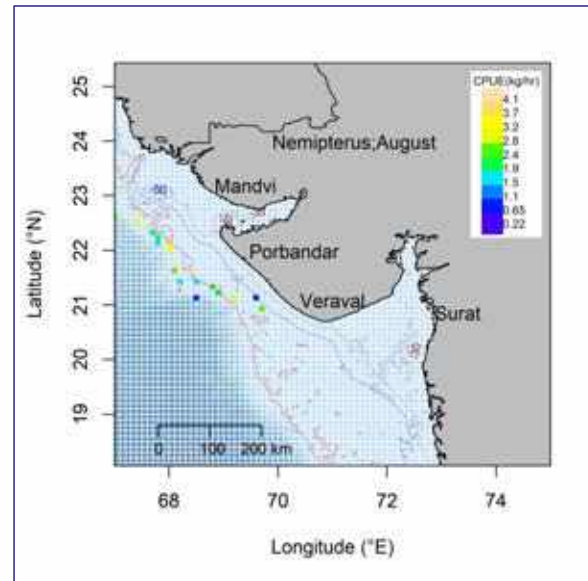 CPUE(kg/hr)
4.1
3.7
3.2
2.8
2.4
1.9
1.5
1.1
0.65
0.22
Nemipterus;August
Mandvi
Porbandar
Veraval
Surat
-50
0 100 200 km
25
24
23
22
21
20
19
Latitude (°N)
68 70 72 74
Longitude (°E)